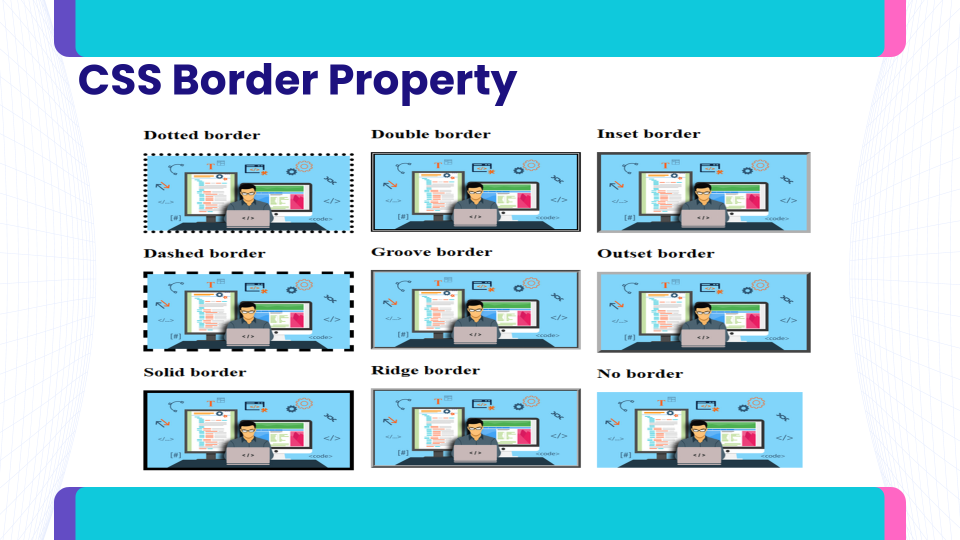 CSS Border Property
Dotted border
Double border
Inset border
Dashed border
Groove border
Outset border
Solid border
Ridge border
No border